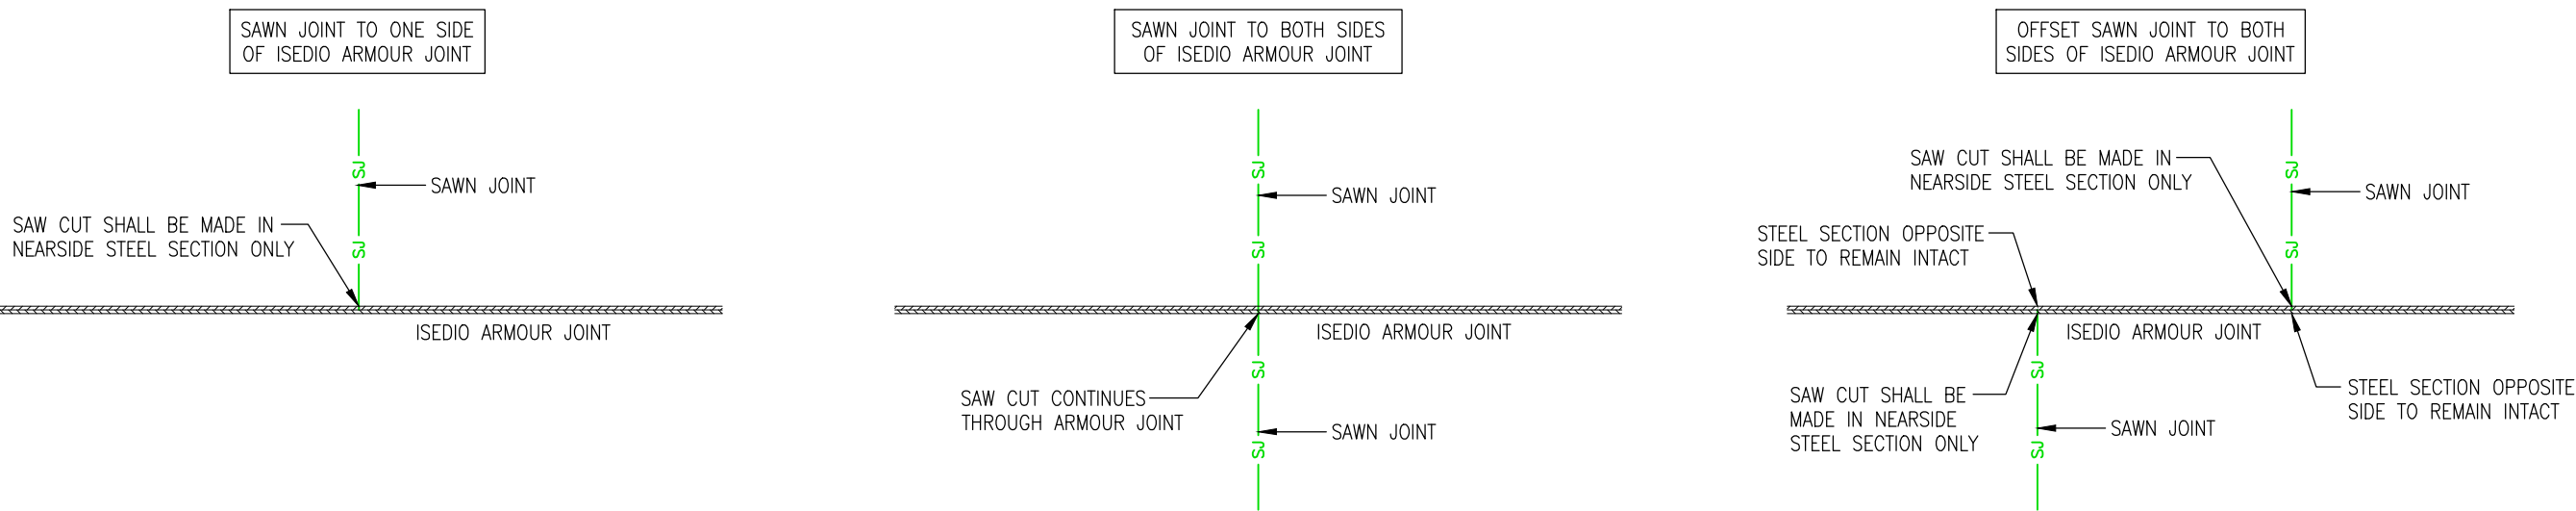 SAWN JOINT TO ONE SIDE
OF ISEDIO ARMOUR JOINT
SJ
SAWN JOINT
SAW CUT SHALL BE MADE IN
NEARSIDE STEEL SECTION ONLY
SJ
ISEDIO ARMOUR JOINT
SAWN JOINT TO BOTH SIDES
OF ISEDIO ARMOUR JOINT
SJ
SAWN JOINT
SJ
ISEDIO ARMOUR JOINT
SJ
SAW CUT CONTINUES
THROUGH ARMOUR JOINT
SAWN JOINT
SJ
OFFSET SAWN JOINT TO BOTH
SIDES OF ISEDIO ARMOUR JOINT
SAW CUT SHALL BE MADE IN
NEARSIDE STEEL SECTION ONLY
SJ
SAWN JOINT
STEEL SECTION OPPOSITE
SIDE TO REMAIN INTACT
SJ
ISEDIO ARMOUR JOINT
SJ
SAW CUT SHALL BE
MADE IN NEARSIDE
STEEL SECTION ONLY
STEEL SECTION OPPOSITE
SIDE TO REMAIN INTACT
SAWN JOINT
SJ